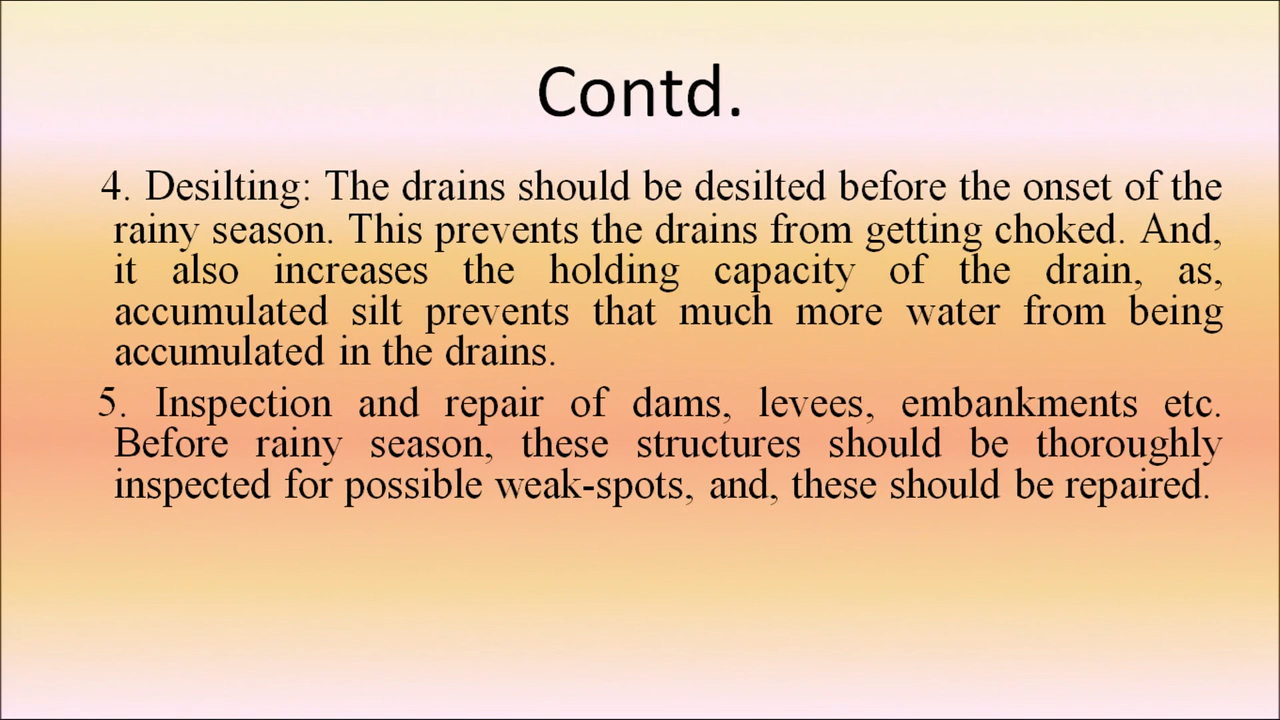 Contd.
4. Desilting: The drains should be desilted before the onset of the
rainy season. This prevents the drains from getting choked. And,
it also increases the holding capacity of the drain, as,
accumulated silt prevents that much more water from being
accumulated in the drains.
5. Inspection and repair of dams, levees, embankments etc.
Before rainy season, these structures should be thoroughly
inspected for possible weak-spots, and, these should be repaired.